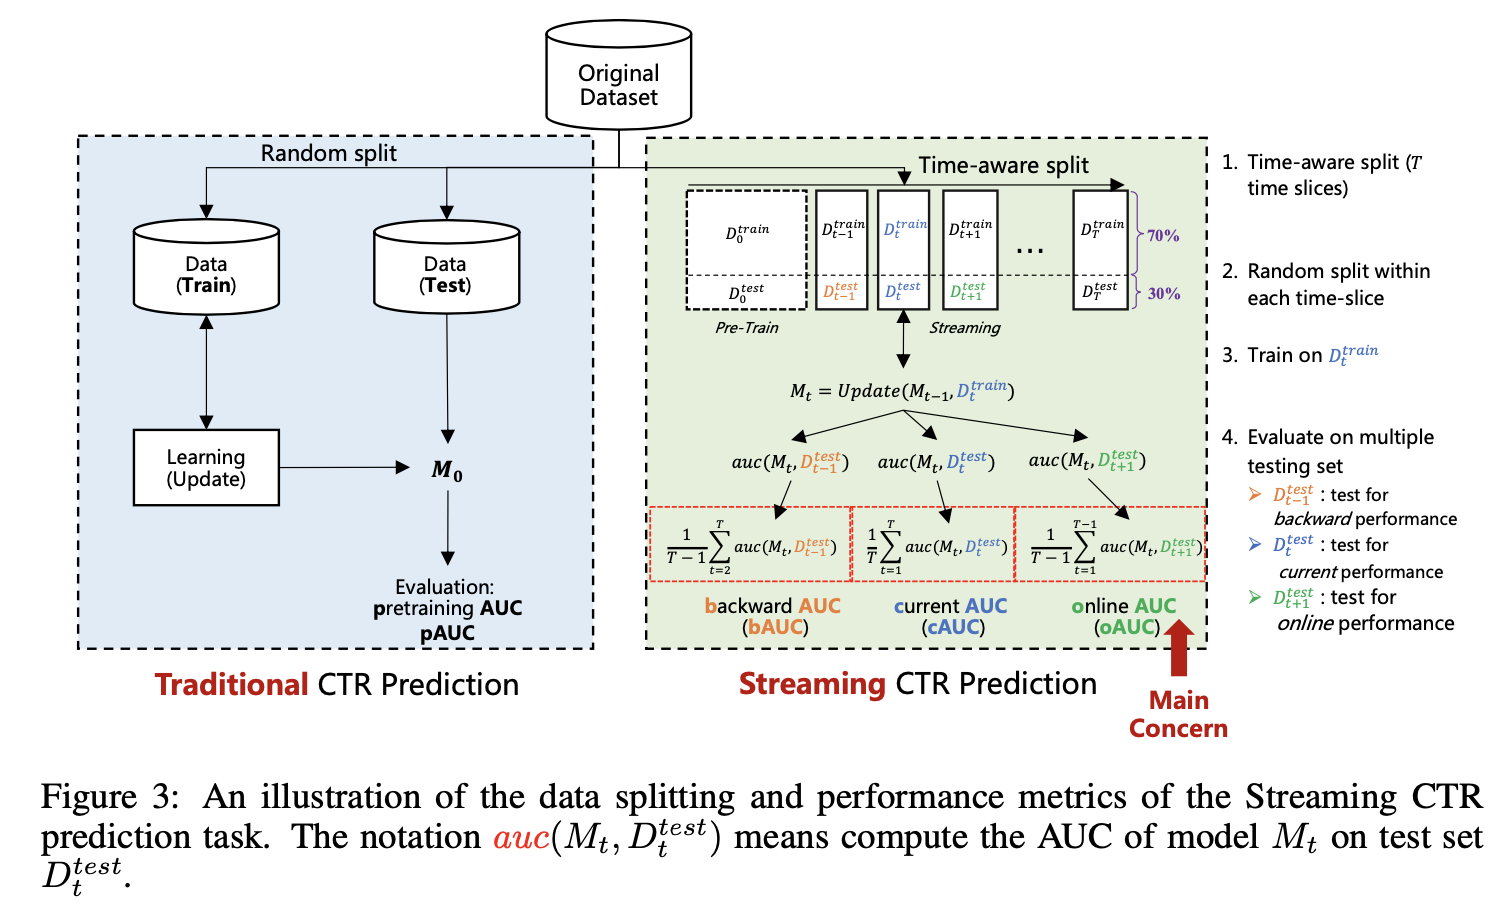 Original
Dataset
Random split
Data
(Train)
Data
(Test)
Learning
(Update)
M₀
Evaluation:
pretraining AUC
pAUC
Traditional CTR Prediction
Time-aware split
D_0^{train}
D_{t-1}^{train}
D_t^{train}
D_{t+1}^{train}
...
D_T^{train}
70%
D_0^{test}
D_{t-1}^{test}
D_t^{test}
D_{t+1}^{test}
D_T^{test}
30%
Pre-Train
Streaming
M_t = Update(M_{t-1}, D_t^{train})
auc(M_t, D_{t-1}^{test})
auc(M_t, D_t^{test})
auc(M_t, D_{t+1}^{test})
\frac{1}{T-1} \sum_{t=2}^{T} auc(M_t, D_{t-1}^{test})
\frac{1}{T} \sum_{t=1}^{T} auc(M_t, D_t^{test})
\frac{1}{T-1} \sum_{t=1}^{T-1} auc(M_t, D_{t+1}^{test})
backward AUC
(bAUC)
current AUC
(cAUC)
online AUC
(oAUC)
Streaming CTR Prediction
Main
Concern
1. Time-aware split (T
time slices)
2. Random split within
each time-slice
3. Train on D_t^{train}
4. Evaluate on multiple
testing set
➢ D_{t-1}^{test} : test for
backward performance
➢ D_t^{test} : test for
current performance
➢ D_{t+1}^{test} : test for
online performance
Figure 3: An illustration of the data splitting and performance metrics of the Streaming CTR
prediction task. The notation auc(M_t, D_t^{test}) means compute the AUC of model M_t on test set
D_t^{test}.